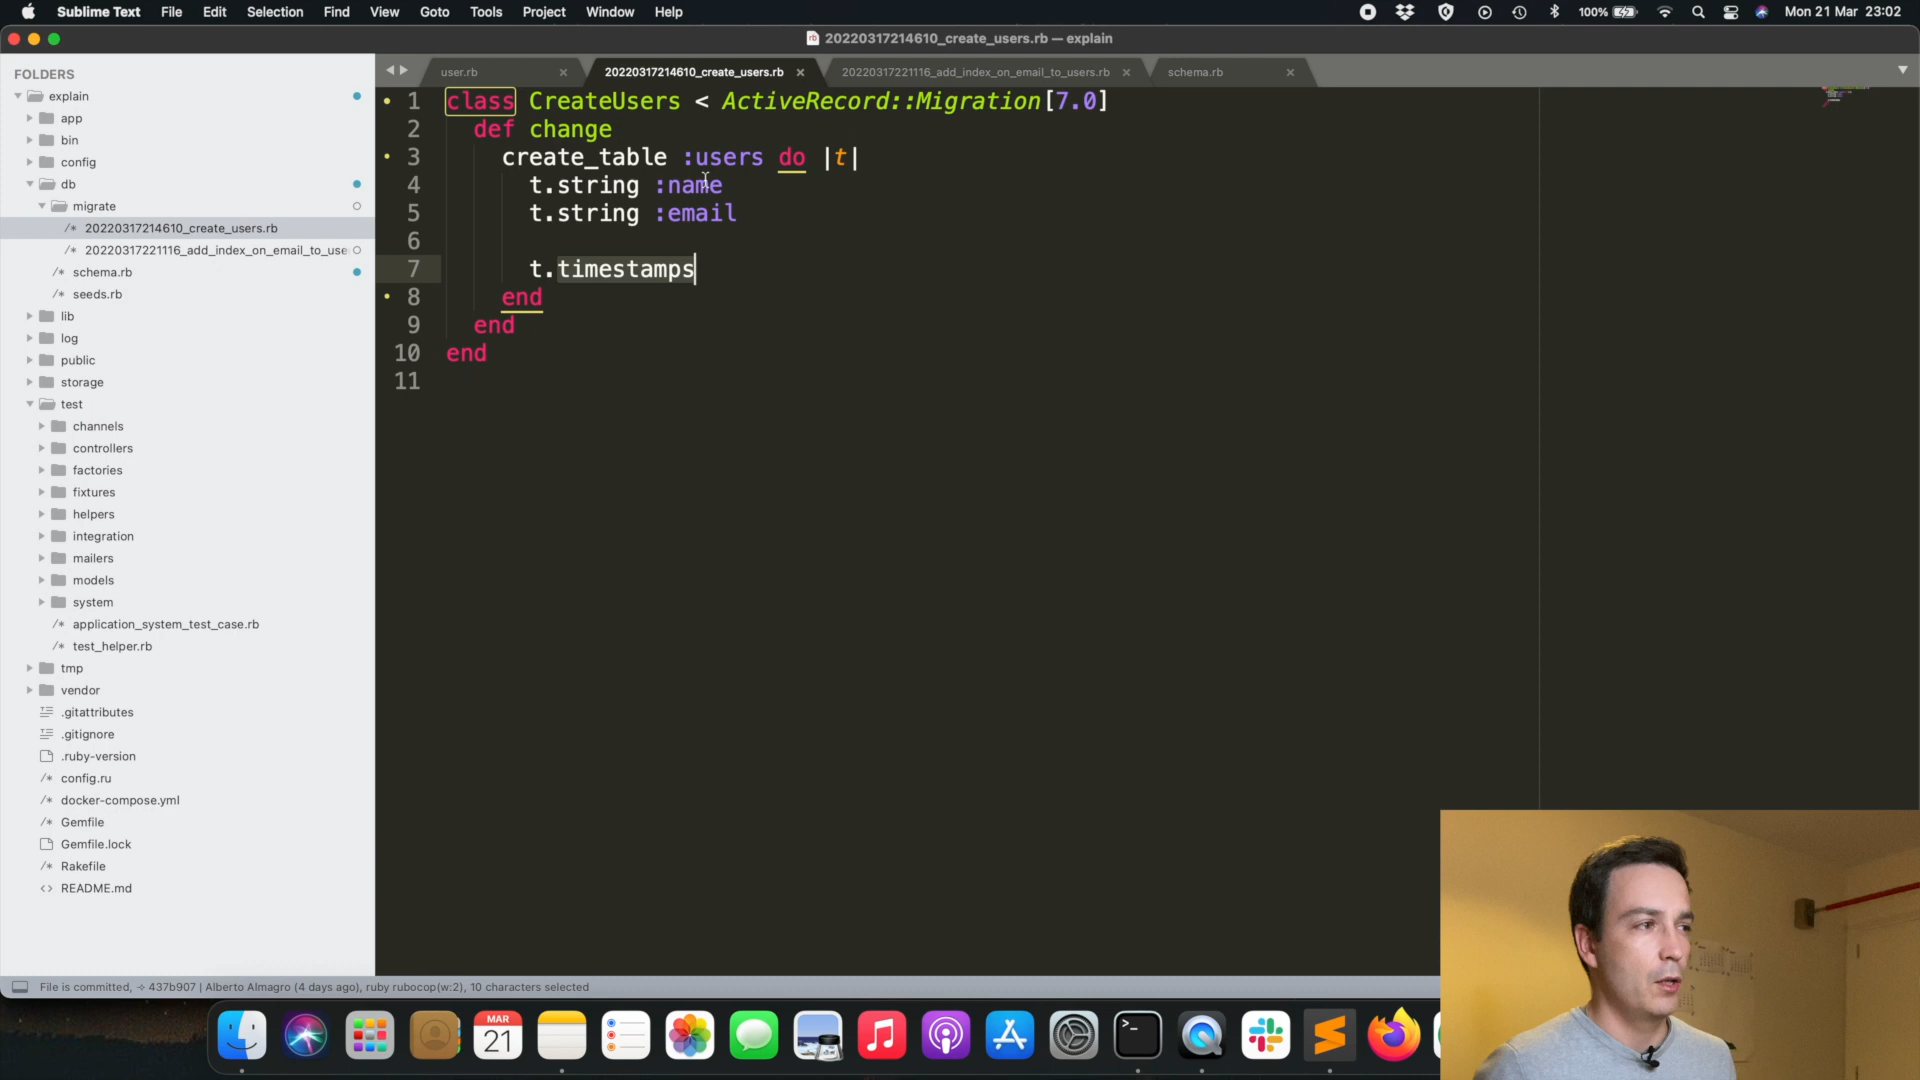 Sublime Text File Edit Selection Find View Goto Tools Project Window Help 100% Mon 21 Mar 23:02
20220317214610_create_users.rb — explain
FOLDERS
explain
app
bin
config
db
migrate
20220317214610_create_users.rb
20220317221116_add_index_on_email_to_use
schema.rb
seeds.rb
lib
log
public
storage
test
channels
controllers
factories
fixtures
helpers
integration
mailers
models
system
application_system_test_case.rb
test_helper.rb
tmp
vendor
.gitattributes
.gitignore
.ruby-version
config.ru
docker-compose.yml
Gemfile
Gemfile.lock
Rakefile
README.md
user.rb 20220317214610_create_users.rb 20220317221116_add_index_on_email_to_users.rb schema.rb
1 class CreateUsers < ActiveRecord::Migration[7.0]
2 def change
3 create_table :users do |t|
4 t.string :name
5 t.string :email
6
7 t.timestamps
8 end
9 end
10 end
11
File is committed, 437b907 | Alberto Almagro (4 days ago), ruby rubocop(w:2), 10 characters selected
MAR
21